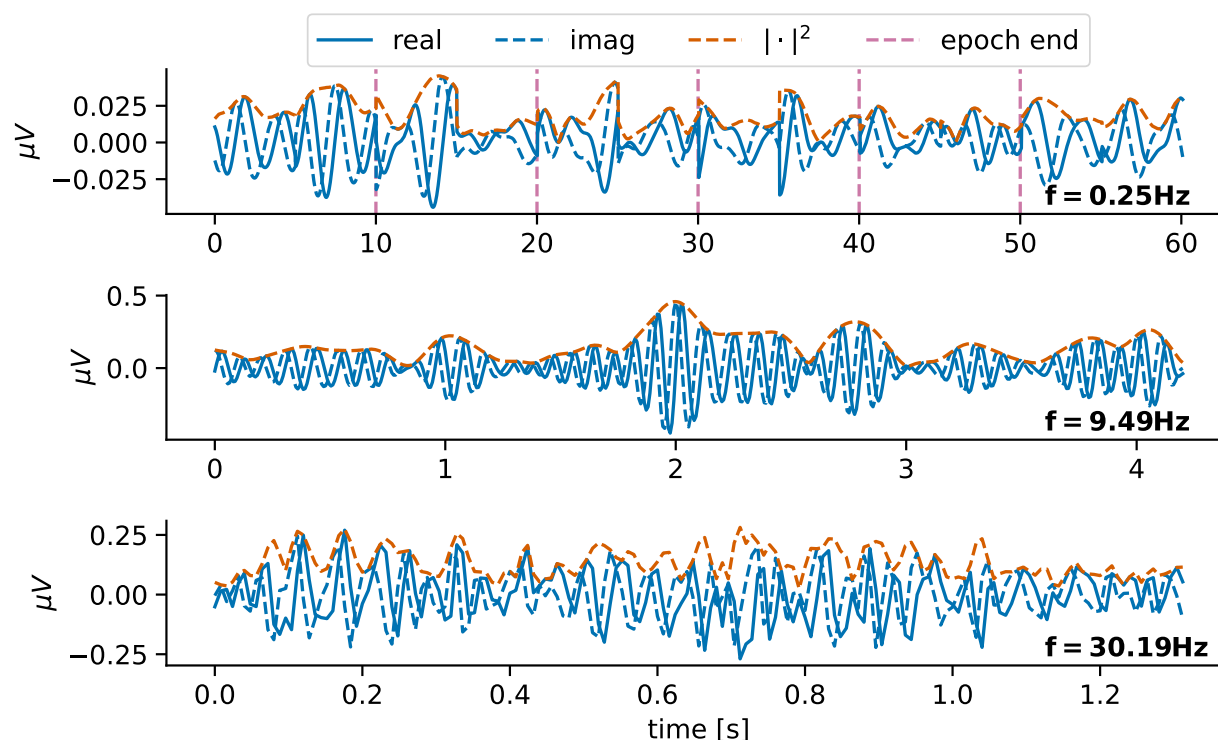 real imag |·|² epoch end
0.025
0.000
−0.025
μV
f = 0.25Hz
0 10 20 30 40 50 60
0.5
0.0
μV
f = 9.49Hz
0 1 2 3 4
0.25
0.00
−0.25
μV
f = 30.19Hz
0.0 0.2 0.4 0.6 0.8 1.0 1.2
time [s]